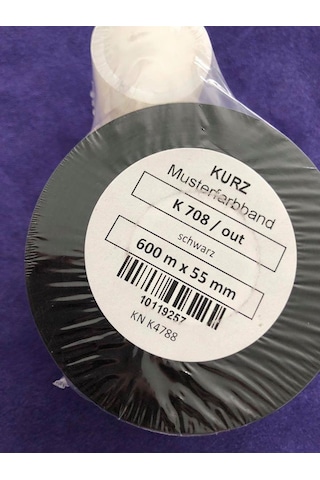 KURZ
Musterfarbband
K 708 / out
schwarz
600 m x 55 mm
10119257
KN K4788